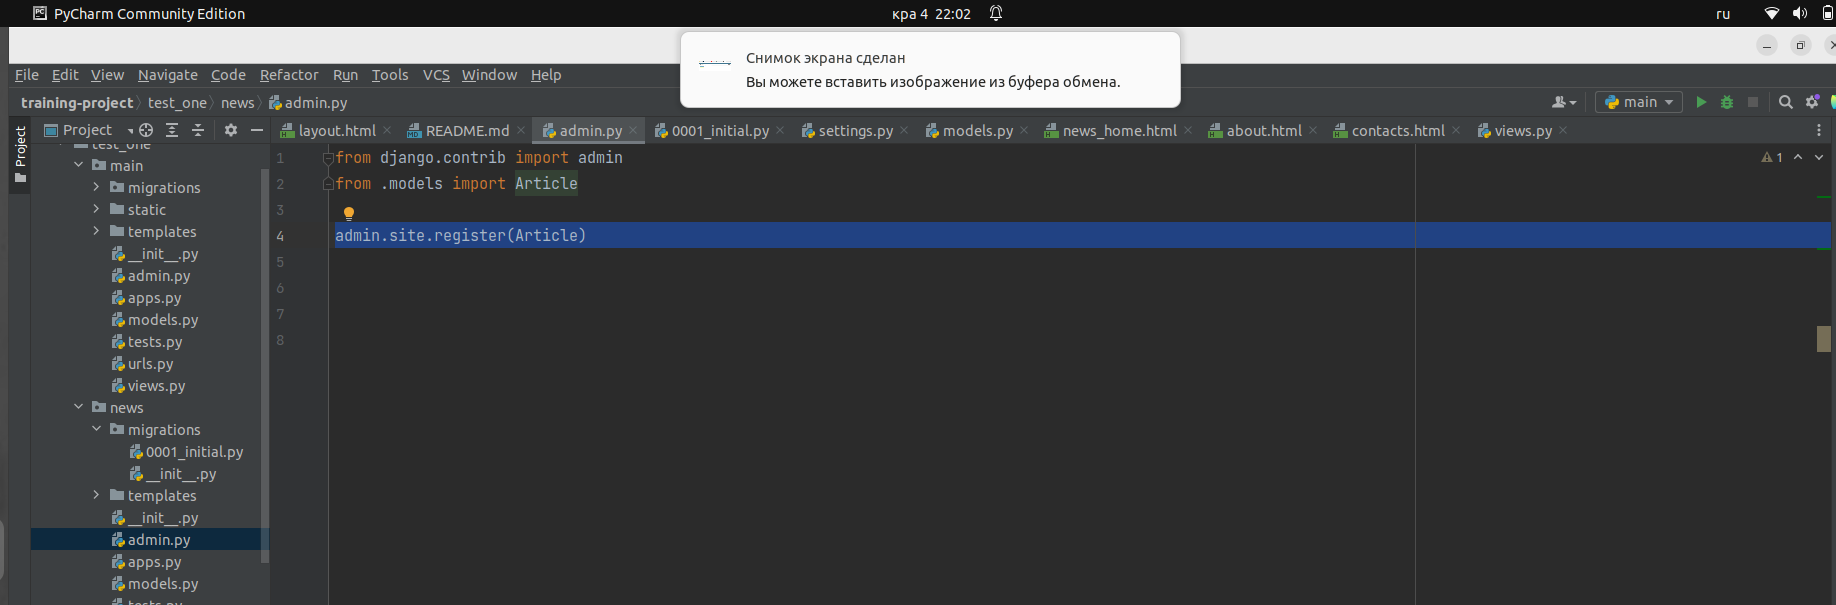 PyCharm Community Edition
кра 4 22:02
ru
Снимок экрана сделан
Вы можете вставить изображение из буфера обмена.
File Edit View Navigate Code Refactor Run Tools VCS Window Help
training-project test_one news admin.py
main
Project
Project
layout.html README.md admin.py 0001_initial.py settings.py models.py news_home.html about.html contacts.html views.py
test_one
main
migrations
static
templates
__init__.py
admin.py
apps.py
models.py
tests.py
urls.py
views.py
news
migrations
0001_initial.py
__init__.py
templates
__init__.py
admin.py
apps.py
models.py
tests.py
1 from django.contrib import admin
2 from .models import Article
3
4 admin.site.register(Article)
5
6
7
8
1